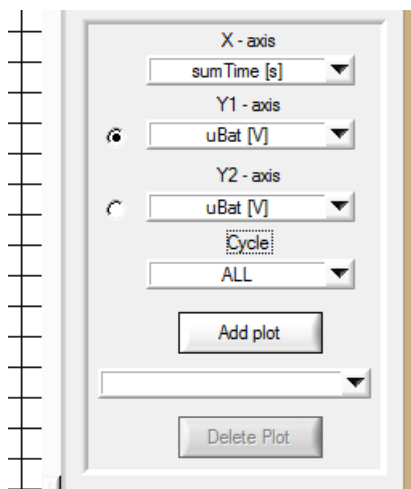 X - axis
sumTime [s]
Y1 - axis
uBat [V]
Y2 - axis
uBat [V]
Cycle
ALL
Add plot
Delete Plot